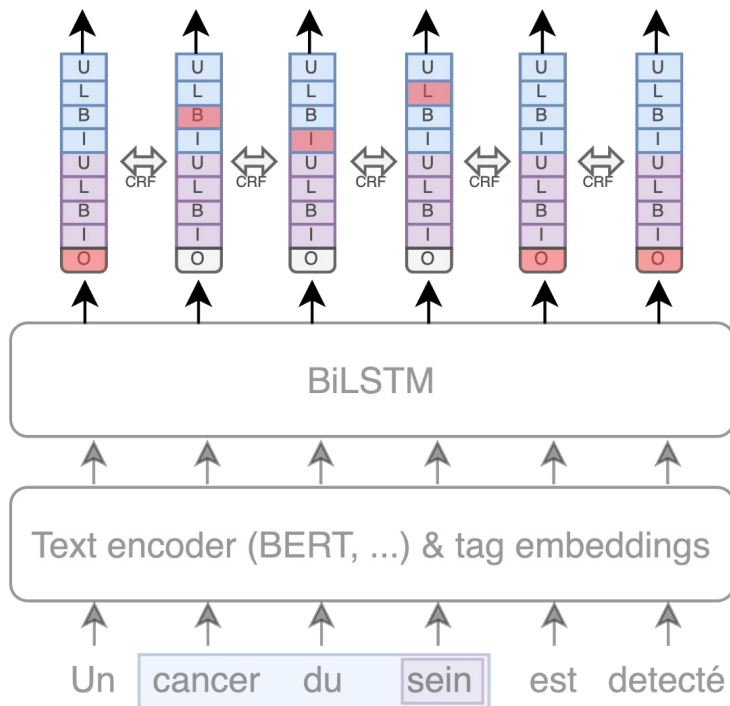 U U U U U U
L L L L L L
B B B B B B
I I I I I I
CRF CRF CRF CRF CRF
U U U U U U
L L L L L L
B B B B B B
I I I I I I
O O O O O O
BiLSTM
Text encoder (BERT, ...) & tag embeddings
Un cancer du sein est detecté